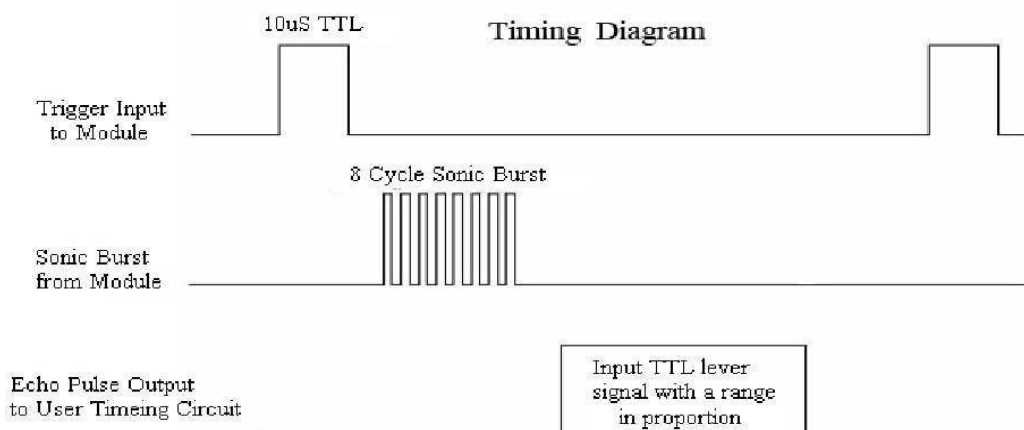 10uS TTL
Timing Diagram
Trigger Input
to Module
8 Cycle Sonic Burst
Sonic Burst
from Module
Echo Pulse Output
to User Timeing Circuit
Input TTL lever
signal with a range
in proportion